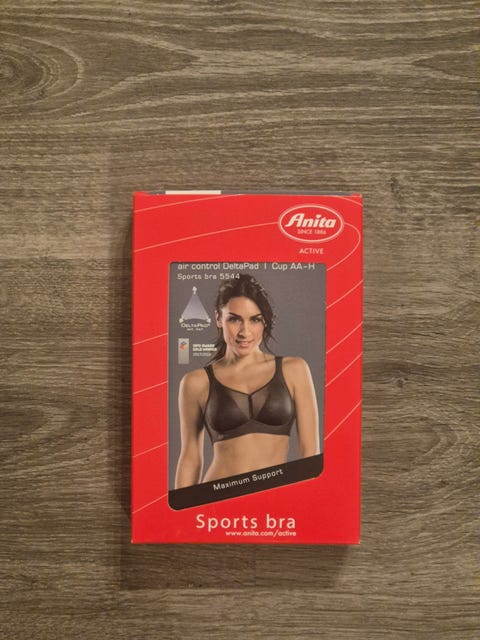 Anita
SINCE 1886
ACTIVE
air control DeltaPad | Cup AA-H
Sports bra 5544
DELTAPAD
Maximum Support
Sports bra
www.anita.com/active